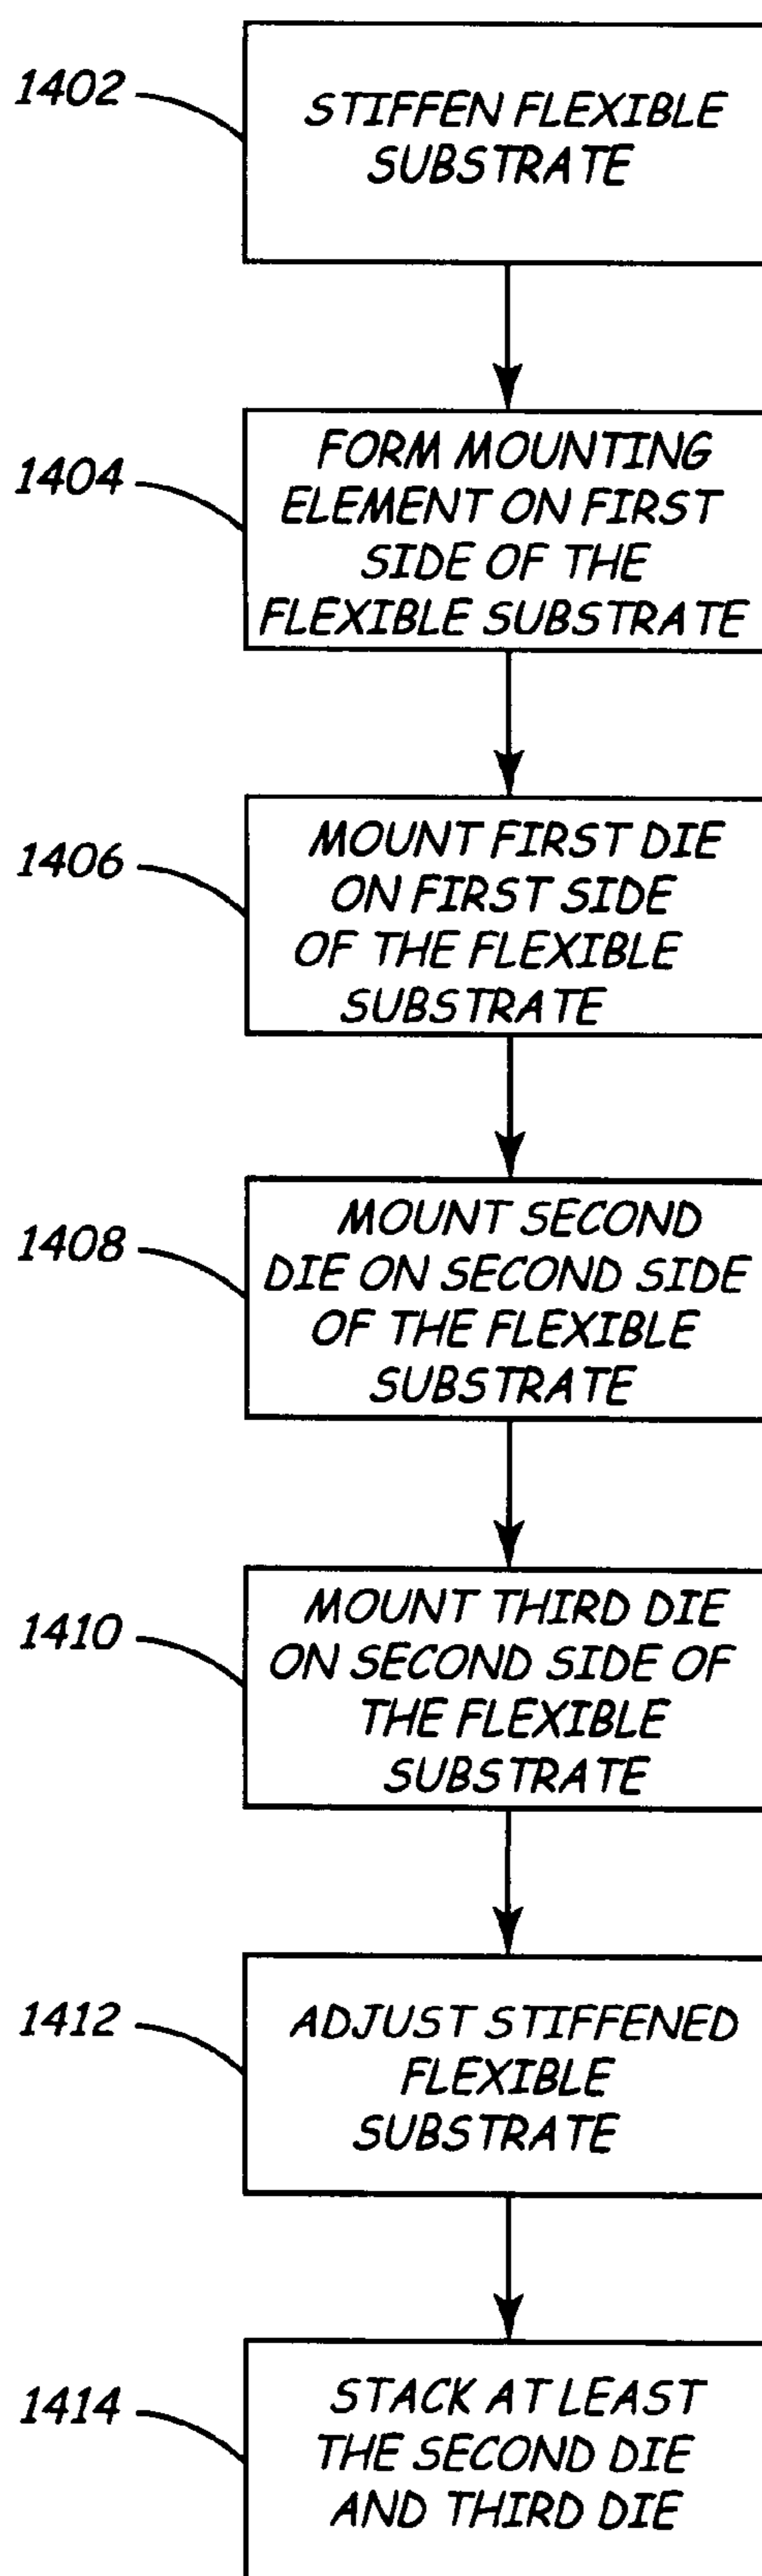 1402
STIFFEN FLEXIBLE
SUBSTRATE
1404
FORM MOUNTING
ELEMENT ON FIRST
SIDE OF THE
FLEXIBLE SUBSTRATE
1406
MOUNT FIRST DIE
ON FIRST SIDE
OF THE FLEXIBLE
SUBSTRATE
1408
MOUNT SECOND
DIE ON SECOND SIDE
OF THE FLEXIBLE
SUBSTRATE
1410
MOUNT THIRD DIE
ON SECOND SIDE OF
THE FLEXIBLE
SUBSTRATE
1412
ADJUST STIFFENED
FLEXIBLE
SUBSTRATE
1414
STACK AT LEAST
THE SECOND DIE
AND THIRD DIE